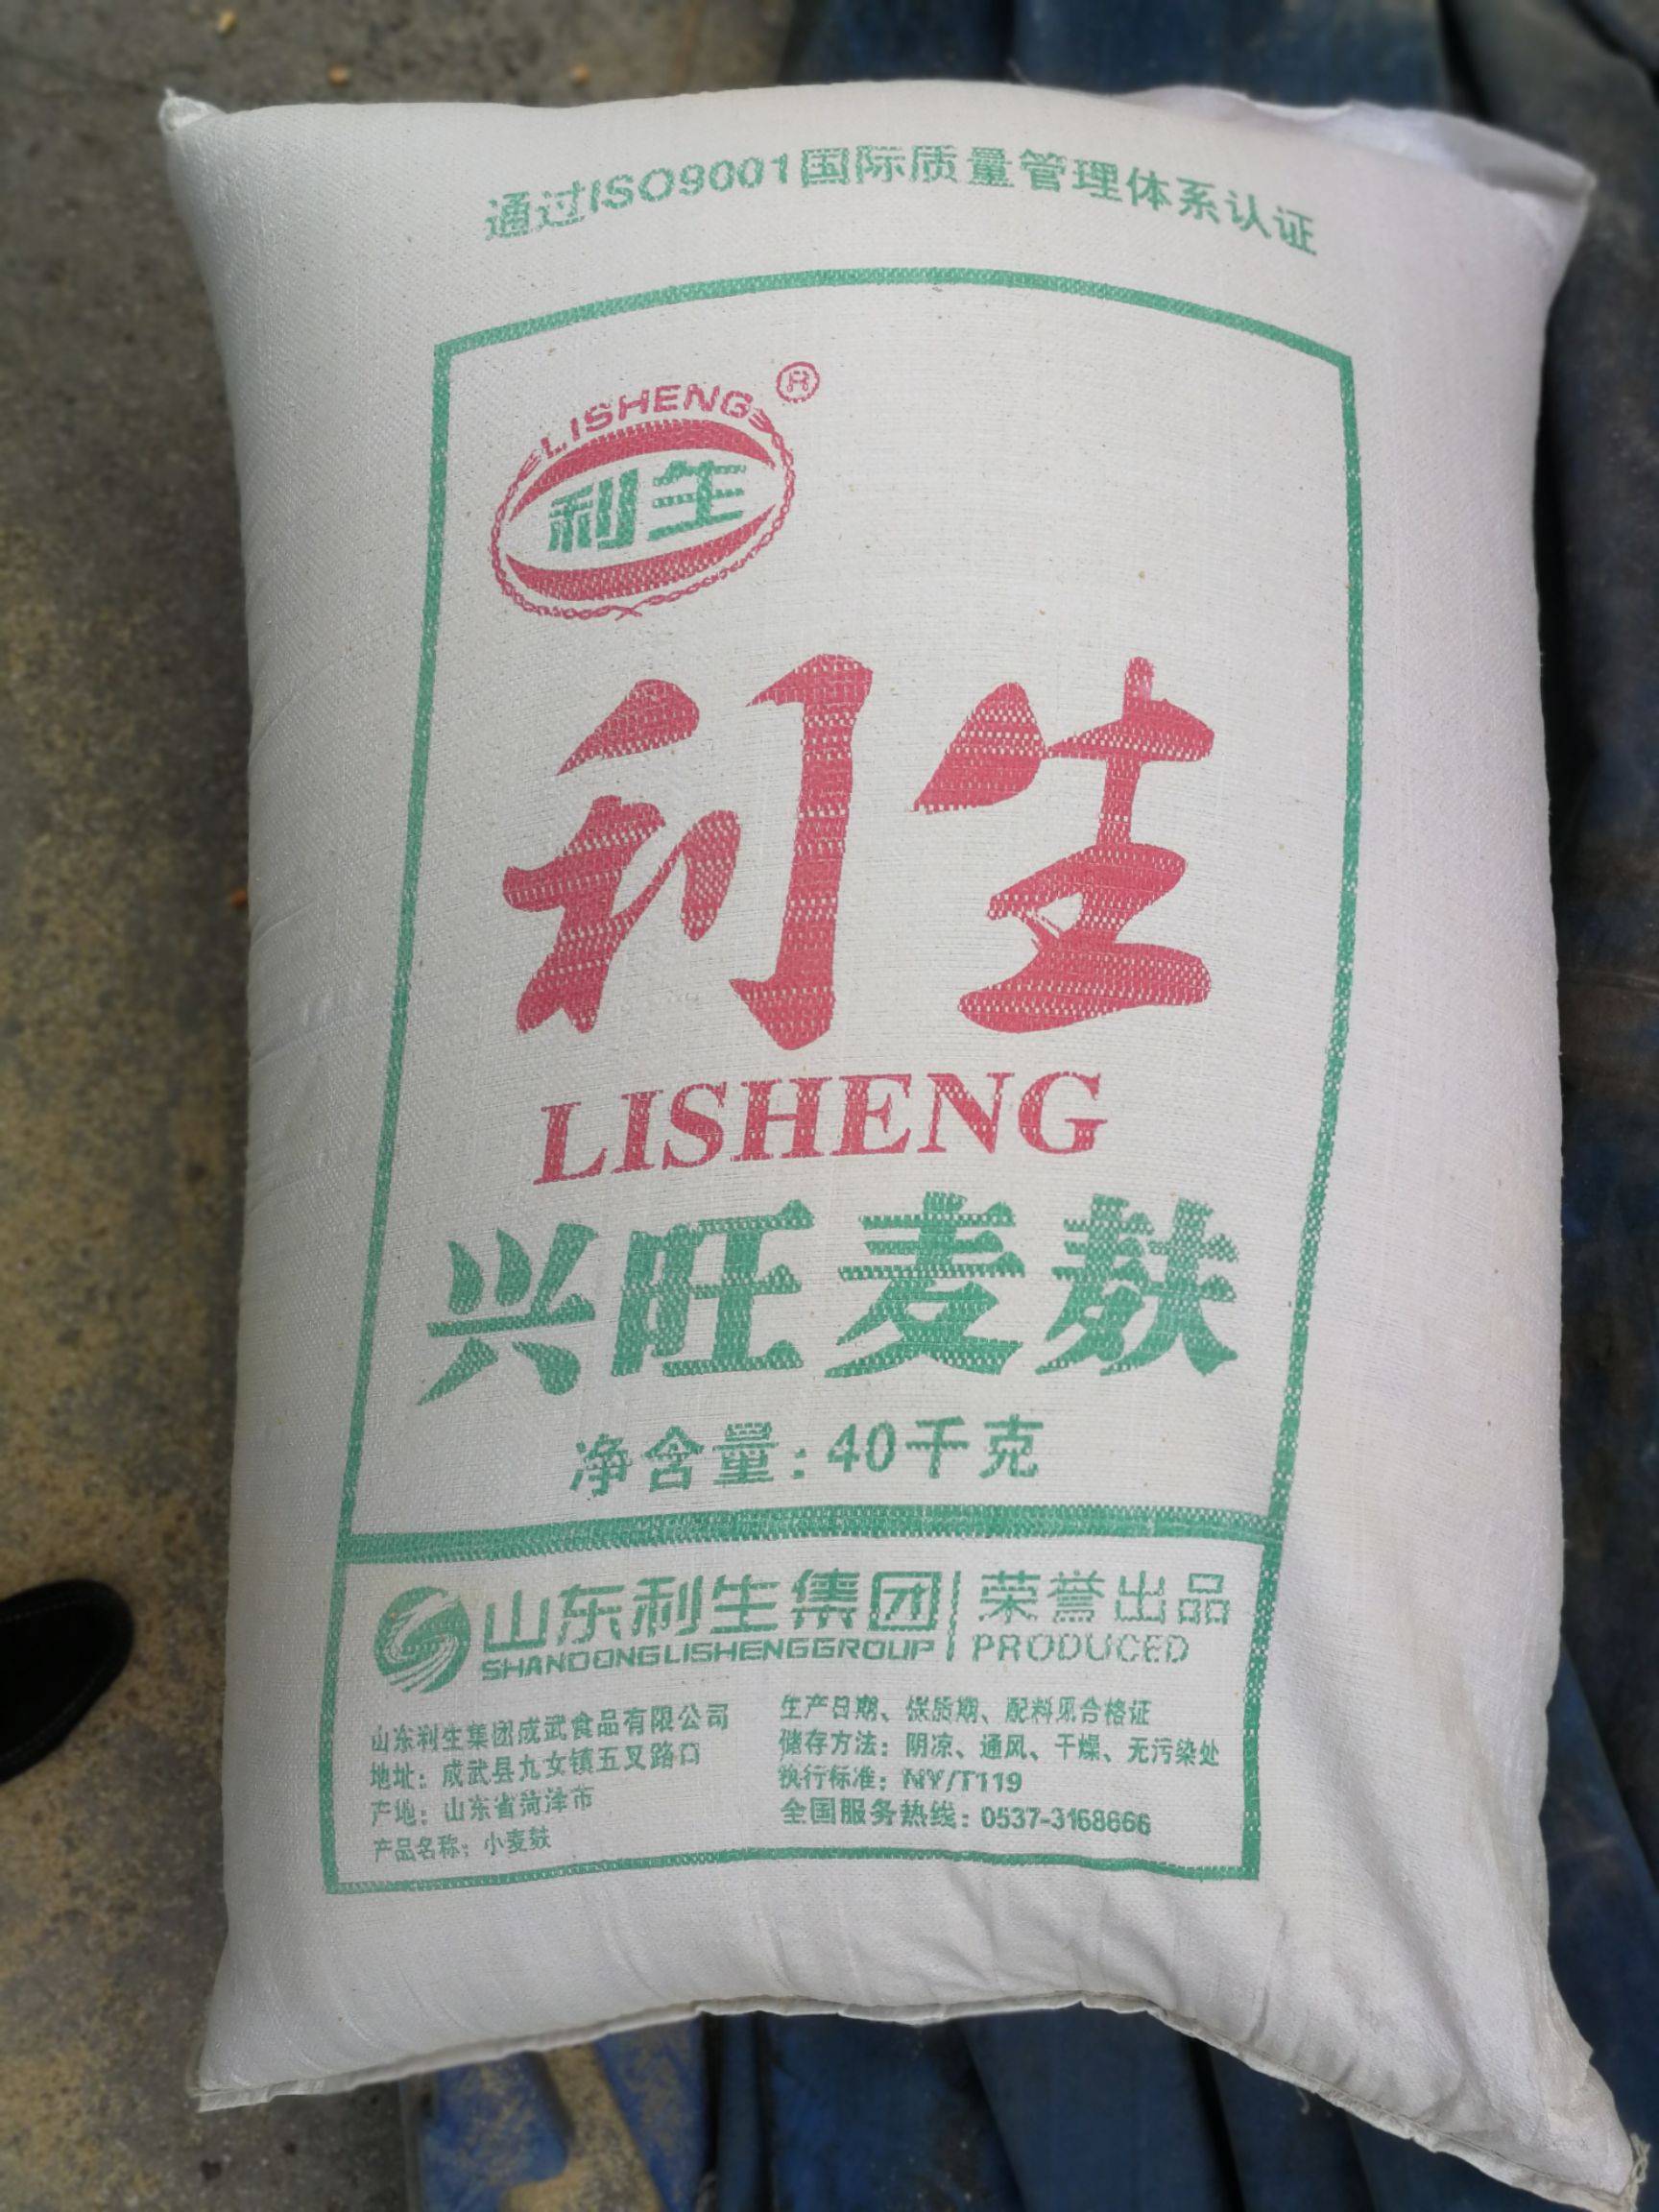 通过ISO9001国际质量管理体系认证
LISHENG®
利生
利生
LISHENG
兴旺麦麸
净含量：40千克
山东利生集团
SHANDONGLISHENGGROUP
荣誉出品
PRODUCED
山东利生集团成武食品有限公司
地址：成武县九女镇五叉路口
产地：山东省菏泽市
产品名称：小麦麸
生产日期、保质期、配料见合格证
储存方法：阴凉、通风、干燥、无污染处
执行标准：NY/T119
全国服务热线：0537-3168666